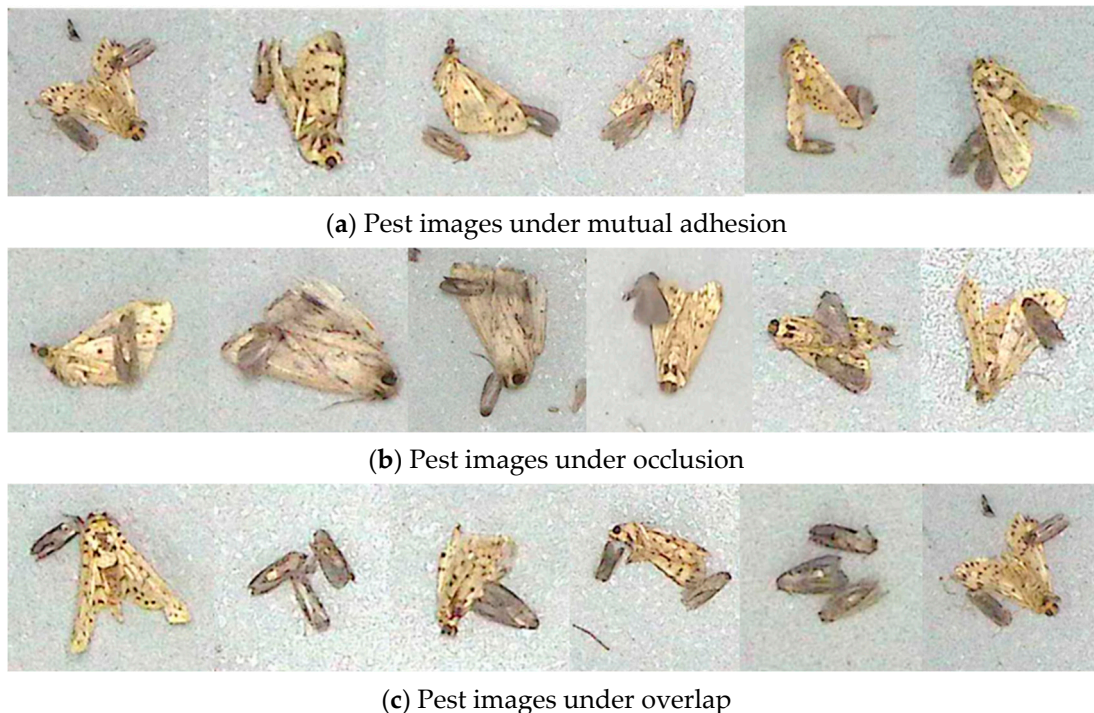 (a) Pest images under mutual adhesion
(b) Pest images under occlusion
(c) Pest images under overlap